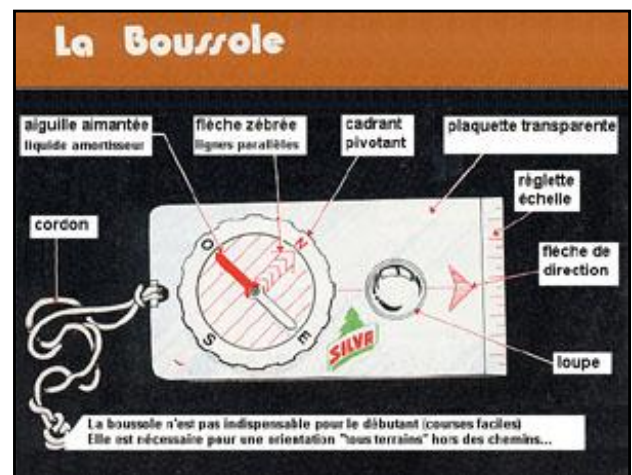 La Boussole
aiguille aimantée
liquide amortisseur
flèche zébrée
lignes parallèles
cadrant
pivotant
plaquette transparente
règlette
échelle
cordon
flèche de
direction
O
N
S
E
SILVA
loupe
La boussole n'est pas indispensable pour le débutant (courses faciles)
Elle est nécessaire pour une orientation "tous terrains" hors des chemins...